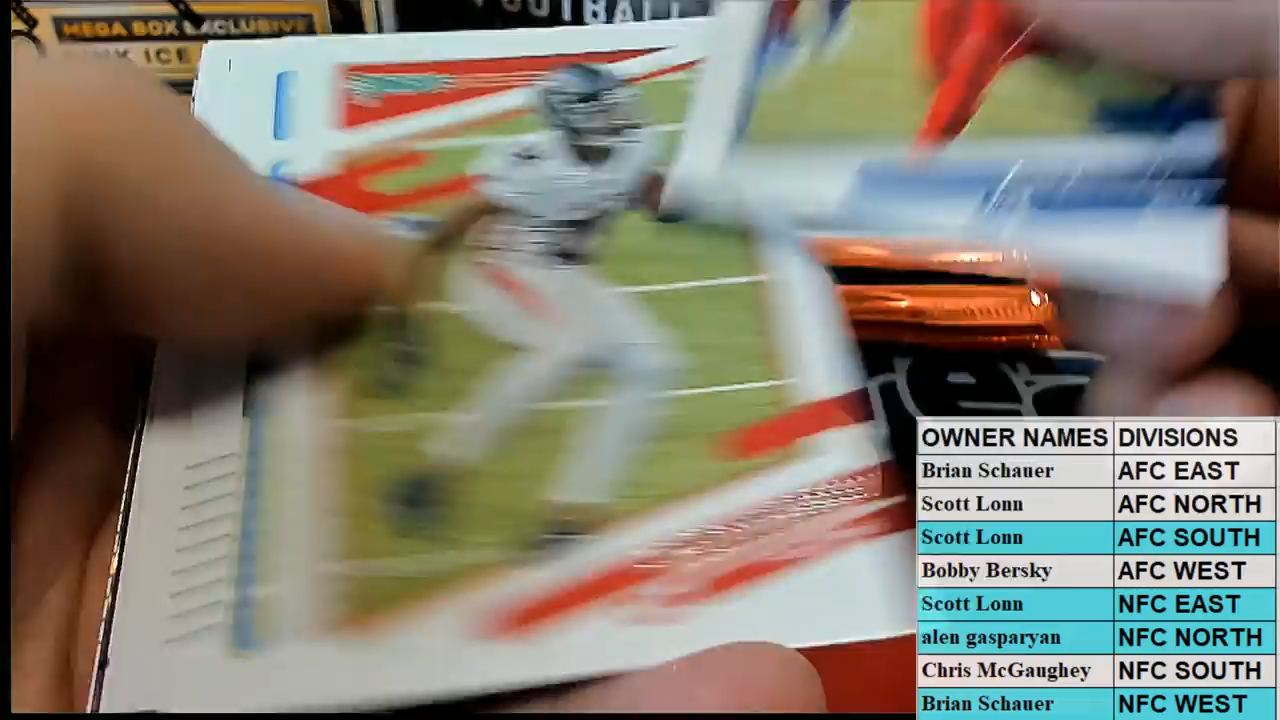 MEGA BOX EXCLUSIVE
FOOTBALL
ICE
OWNER NAMES DIVISIONS
Brian Schauer AFC EAST
Scott Lonn AFC NORTH
Scott Lonn AFC SOUTH
Bobby Bersky AFC WEST
Scott Lonn NFC EAST
alen gasparyan NFC NORTH
Chris McGaughey NFC SOUTH
Brian Schauer NFC WEST